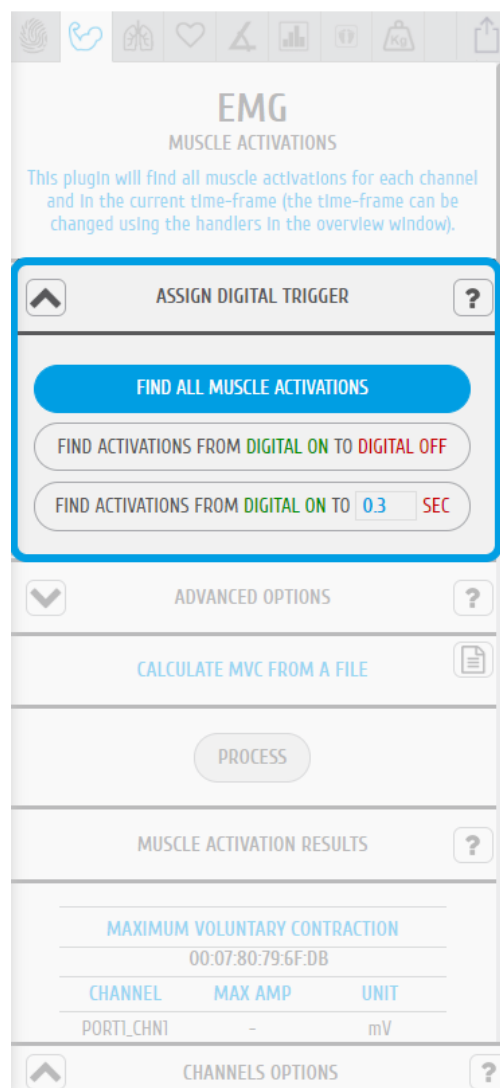 Kg
EMG
MUSCLE ACTIVATIONS
This plugin will find all muscle activations for each channel
and in the current time-frame (the time-frame can be
changed using the handlers in the overview window).
ASSIGN DIGITAL TRIGGER ?
FIND ALL MUSCLE ACTIVATIONS
FIND ACTIVATIONS FROM DIGITAL ON TO DIGITAL OFF
FIND ACTIVATIONS FROM DIGITAL ON TO 0.3 SEC
ADVANCED OPTIONS ?
CALCULATE MVC FROM A FILE
PROCESS
MUSCLE ACTIVATION RESULTS ?
MAXIMUM VOLUNTARY CONTRACTION
00:07:80:79:6F:DB
CHANNEL MAX AMP UNIT
PORT1_CHN1 - mV
CHANNELS OPTIONS ?